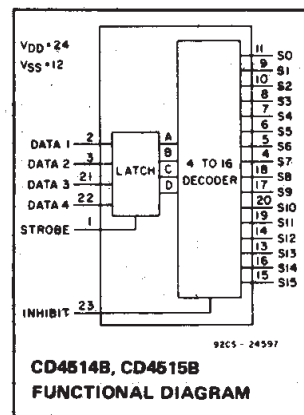 VDD = 24
VSS = 12
DATA 1 2
DATA 2 3
DATA 3 21
DATA 4 22
STROBE 1
INHIBIT 23
LATCH
A
B
C
D
4 TO 16
DECODER
11 S0
9 S1
10 S2
8 S3
7 S4
6 S5
5 S6
4 S7
18 S8
17 S9
20 S10
19 S11
14 S12
13 S13
16 S14
15 S15
92CS - 24597
CD4514B, CD4515B
FUNCTIONAL DIAGRAM